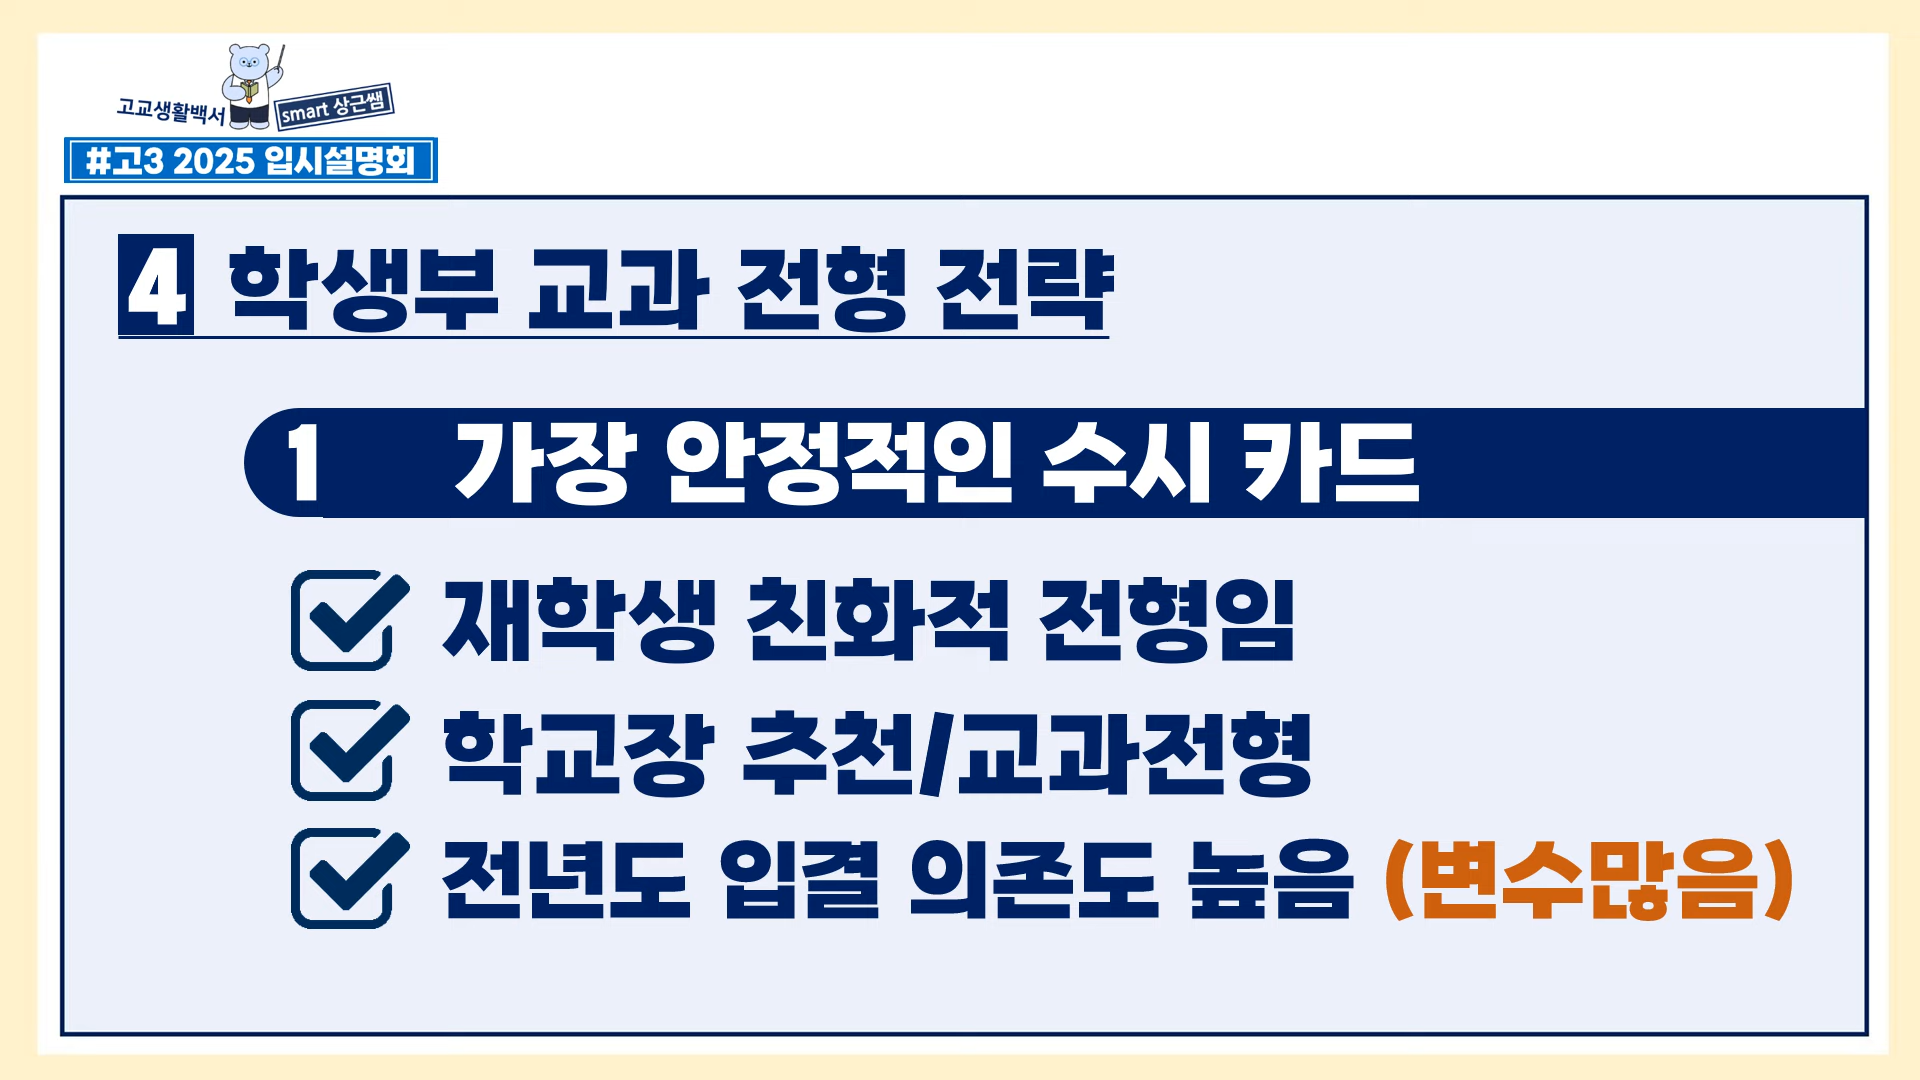 고교생활백서
smart 상근쌤
#고3 2025 입시설명회
4 학생부 교과 전형 전략
1 가장 안정적인 수시 카드
재학생 친화적 전형임
학교장 추천/교과전형
전년도 입결 의존도 높음 (변수많음)